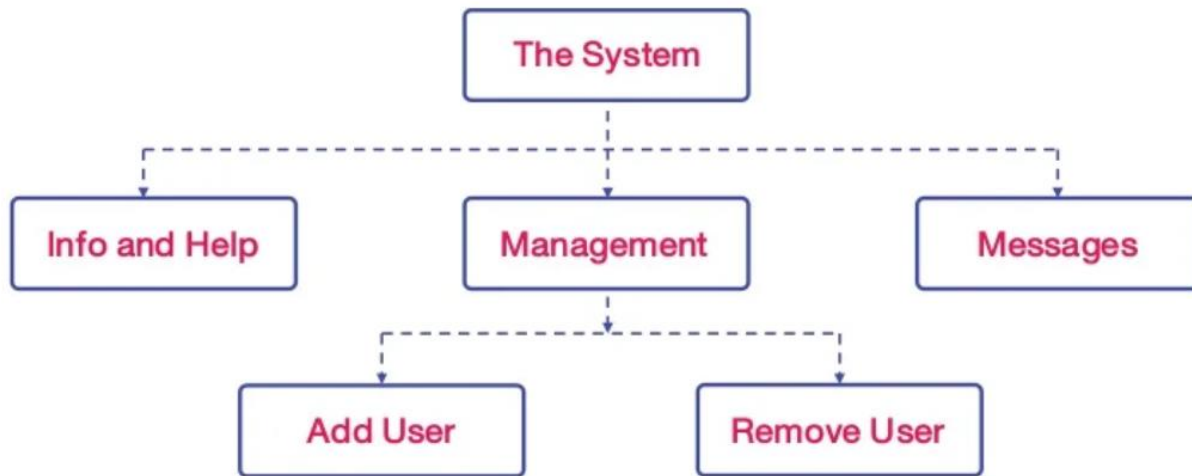 The System
Info and Help
Management
Messages
Add User
Remove User